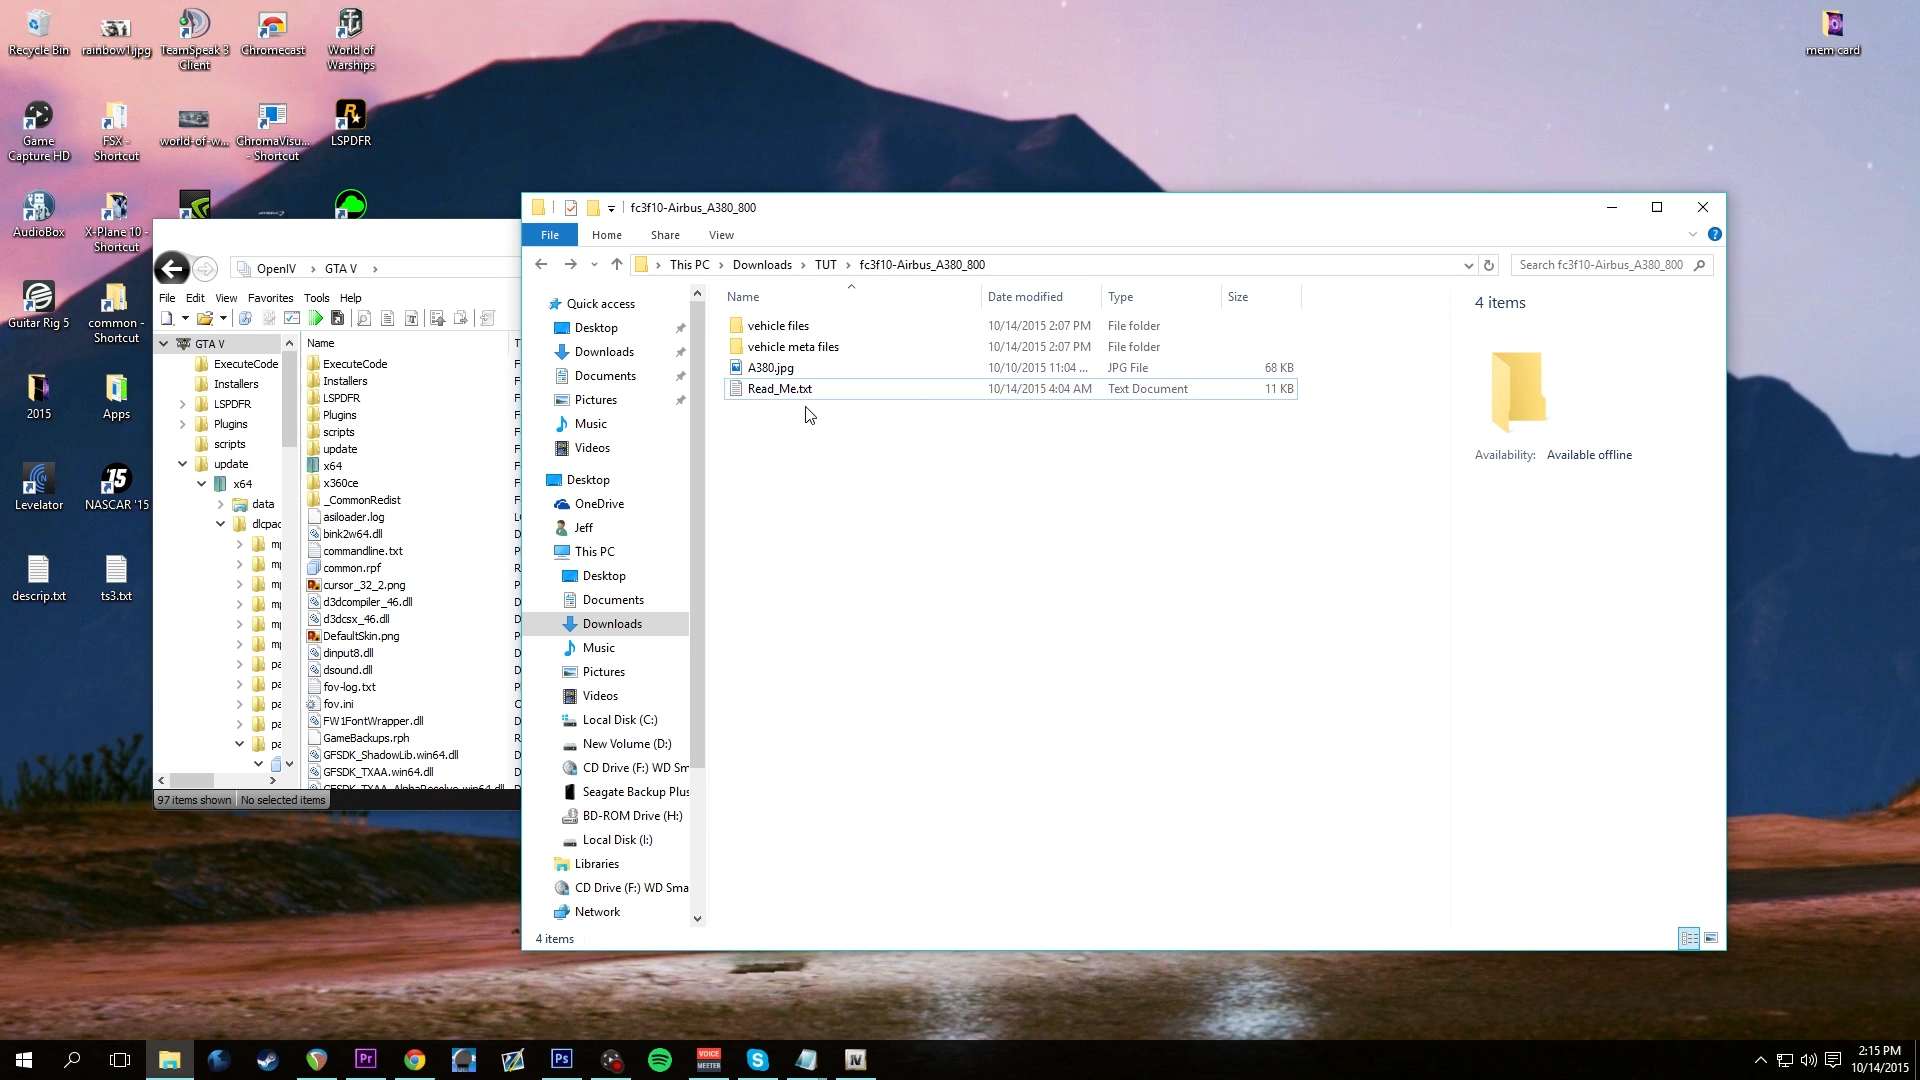 Recycle Bin
rainbow1.jpg
TeamSpeak 3 Client
Chromecast
World of Warships
mem card
Game Capture HD
FSX - Shortcut
world-of-w...
ChromaVisu... - Shortcut
LSPDFR
AudioBox
X-Plane 10 - Shortcut
Guitar Rig 5
common - Shortcut
2015
Apps
Levelator
NASCAR '15
descrip.txt
ts3.txt
OpenIV
GTA V
File Edit View Favorites Tools Help
GTA V
ExecuteCode
Installers
LSPDFR
Plugins
scripts
update
x64
data
dlcpac
Name
ExecuteCode
Installers
LSPDFR
Plugins
scripts
update
x64
x360ce
_CommonRedist
asiloader.log
bink2w64.dll
commandline.txt
common.rpf
cursor_32_2.png
d3dcompiler_46.dll
d3dcsx_46.dll
DefaultSkin.png
dinput8.dll
dsound.dll
fov-log.txt
fov.ini
FW1FontWrapper.dll
GameBackups.rph
GFSDK_ShadowLib.win64.dll
GFSDK_TXAA.win64.dll
GFSDK_TXAA_AlphaResolve.win64.dll
97 items shown No selected items
fc3f10-Airbus_A380_800
File Home Share View
This PC Downloads TUT fc3f10-Airbus_A380_800
Search fc3f10-Airbus_A380_800
Quick access
Desktop
Downloads
Documents
Pictures
Music
Videos
Desktop
OneDrive
Jeff
This PC
Desktop
Documents
Downloads
Music
Pictures
Videos
Local Disk (C:)
New Volume (D:)
CD Drive (F:) WD Sm
Seagate Backup Plus
BD-ROM Drive (H:)
Local Disk (I:)
Libraries
CD Drive (F:) WD Sma
Network
Name Date modified Type Size
vehicle files 10/14/2015 2:07 PM File folder
vehicle meta files 10/14/2015 2:07 PM File folder
A380.jpg 10/10/2015 11:04 ... JPG File 68 KB
Read_Me.txt 10/14/2015 4:04 AM Text Document 11 KB
4 items
Availability: Available offline
4 items
Pr
Ps
VOICE MEETER
2:15 PM
10/14/2015